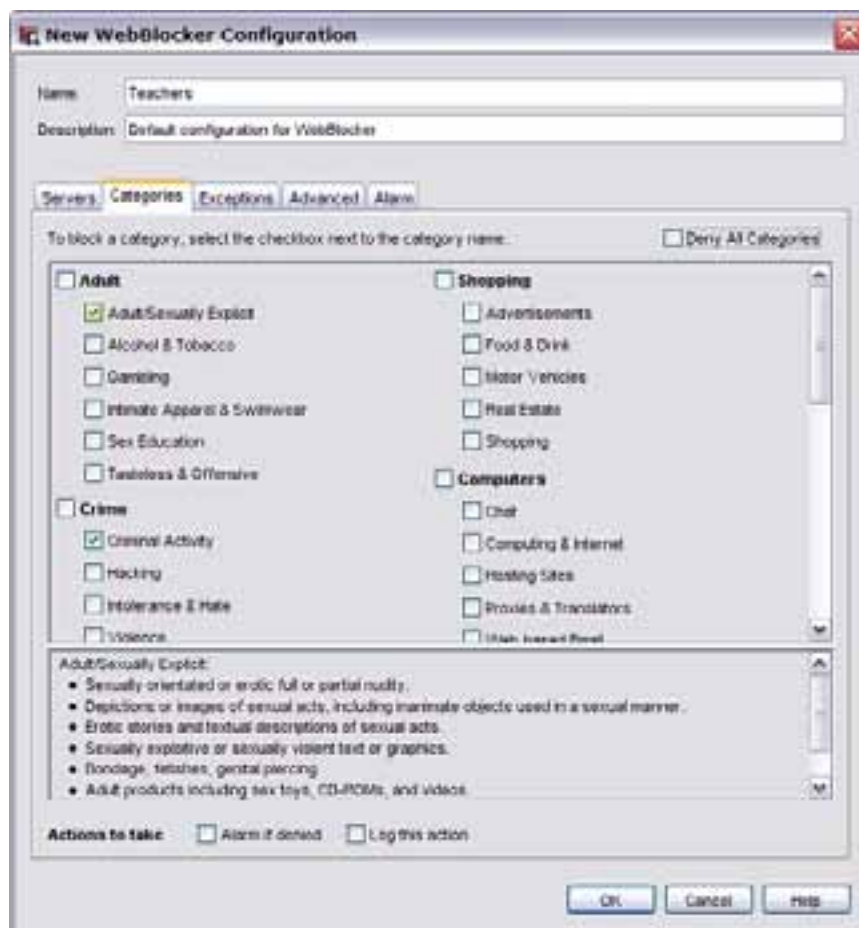 New WebBlocker Configuration
Name: Teachers
Description: Default configuration for WebBlocker
Servers Categories Exceptions Advanced Alarm
To block a category, select the checkbox next to the category name.
Deny All Categories
Adult
Adult/Sexually Explicit
Alcohol & Tobacco
Gambling
Intimate Apparel & Swimwear
Sex Education
Tasteless & Offensive
Crime
Criminal Activity
Hacking
Intolerance & Hate
Violence
Shopping
Advertisements
Food & Drink
Motor Vehicles
Real Estate
Shopping
Computers
Chat
Computing & Internet
Hosting Sites
Proxies & Translators
Web-based Email
Adult/Sexually Explicit:
• Sexually orientated or erotic full or partial nudity.
• Depictions or images of sexual acts, including inanimate objects used in a sexual manner.
• Erotic stories and textual descriptions of sexual acts.
• Sexually exploitive or sexually violent text or graphics.
• Bondage, fetishes, genital piercing
• Adult products including sex toys, CD-ROMs, and videos.
Actions to take Alarm if denied Log this action
OK Cancel Help